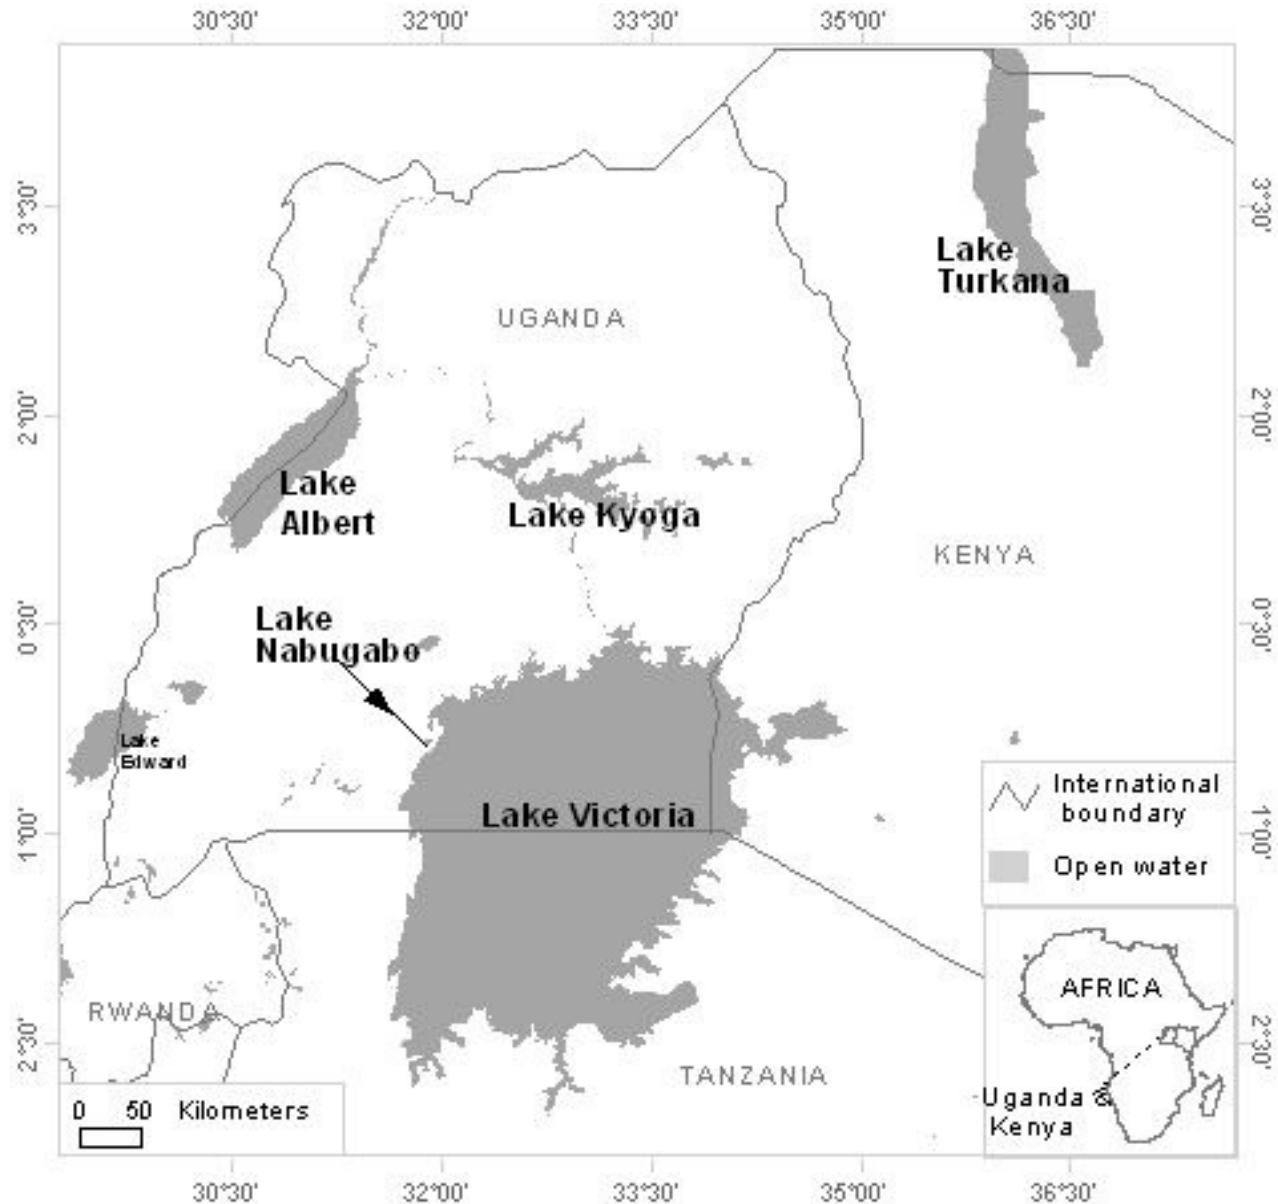 30°30' 32°00' 33°30' 35°00' 36°30'
3°30' 3°30'
Lake
Turkana
UGANDA
2°00' 2°00'
Lake
Albert
Lake Kyoga
KENYA
0°30' 0°30'
Lake
Nabugabo
Lake
Edward
International
boundary
Lake Victoria
1°00' 1°00'
Open water
AFRICA
RWANDA
2°30' 2°30'
TANZANIA
Uganda &
Kenya
0 50 Kilometers
30°30' 32°00' 33°30' 35°00' 36°30'